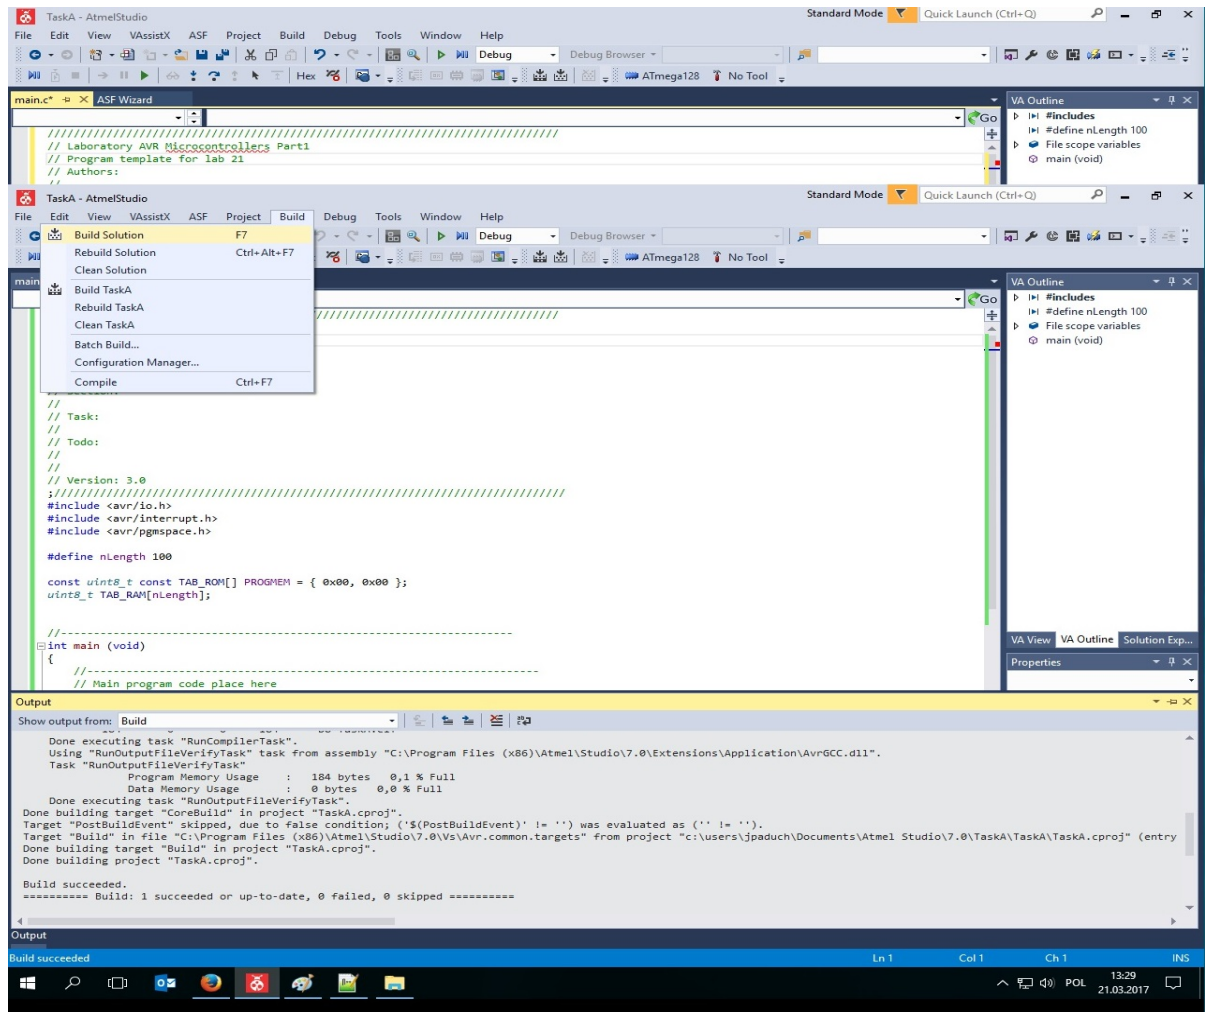 TaskA - AtmelStudio
Standard Mode
Quick Launch (Ctrl+Q)
File Edit View VAssistX ASF Project Build Debug Tools Window Help
Debug Debug Browser
Hex ATmega128 No Tool
main.c* ASF Wizard
VA Outline
Go
#includes
#define nLength 100
File scope variables
main (void)
////////////////////////////////////////////////////////////////////////////////
// Laboratory AVR Microcontrollers Part1
// Program template for lab 21
// Authors:
//
TaskA - AtmelStudio
Standard Mode
Quick Launch (Ctrl+Q)
File Edit View VAssistX ASF Project Build Debug Tools Window Help
Debug Debug Browser
ATmega128 No Tool
Build Solution F7
Rebuild Solution Ctrl+Alt+F7
Clean Solution
Build TaskA
Rebuild TaskA
Clean TaskA
Batch Build...
Configuration Manager...
Compile Ctrl+F7
main
VA Outline
Go
#includes
#define nLength 100
File scope variables
main (void)
//
// Task:
//
// Todo:
//
//
// Version: 3.0
;///////////////////////////////////////////////////////////////////////////////
#include <avr/io.h>
#include <avr/interrupt.h>
#include <avr/pgmspace.h>
#define nLength 100
const uint8_t const TAB_ROM[] PROGMEM = { 0x00, 0x00 };
uint8_t TAB_RAM[nLength];
//---------------------------------------------------------------------
int main (void)
{
//---------------------------------------------------------------------
// Main program code place here
VA View VA Outline Solution Exp...
Properties
Output
Show output from: Build
Done executing task "RunCompilerTask".
Using "RunOutputFileVerifyTask" task from assembly "C:\Program Files (x86)\Atmel\Studio\7.0\Extensions\Application\AvrGCC.dll".
Task "RunOutputFileVerifyTask"
Program Memory Usage : 184 bytes 0,1 % Full
Data Memory Usage : 0 bytes 0,0 % Full
Done executing task "RunOutputFileVerifyTask".
Done building target "CoreBuild" in project "TaskA.cproj".
Target "PostBuildEvent" skipped, due to false condition; ('$(PostBuildEvent)' != '') was evaluated as ('' != '').
Target "Build" in file "C:\Program Files (x86)\Atmel\Studio\7.0\Vs\Avr.common.targets" from project "c:\users\jpaduch\Documents\Atmel Studio\7.0\TaskA\TaskA\TaskA.cproj" (entry
Done building target "Build" in project "TaskA.cproj".
Done building project "TaskA.cproj".
Build succeeded.
========== Build: 1 succeeded or up-to-date, 0 failed, 0 skipped ==========
Output
Build succeeded
Ln 1 Col 1 Ch 1 INS
POL
13:29
21.03.2017